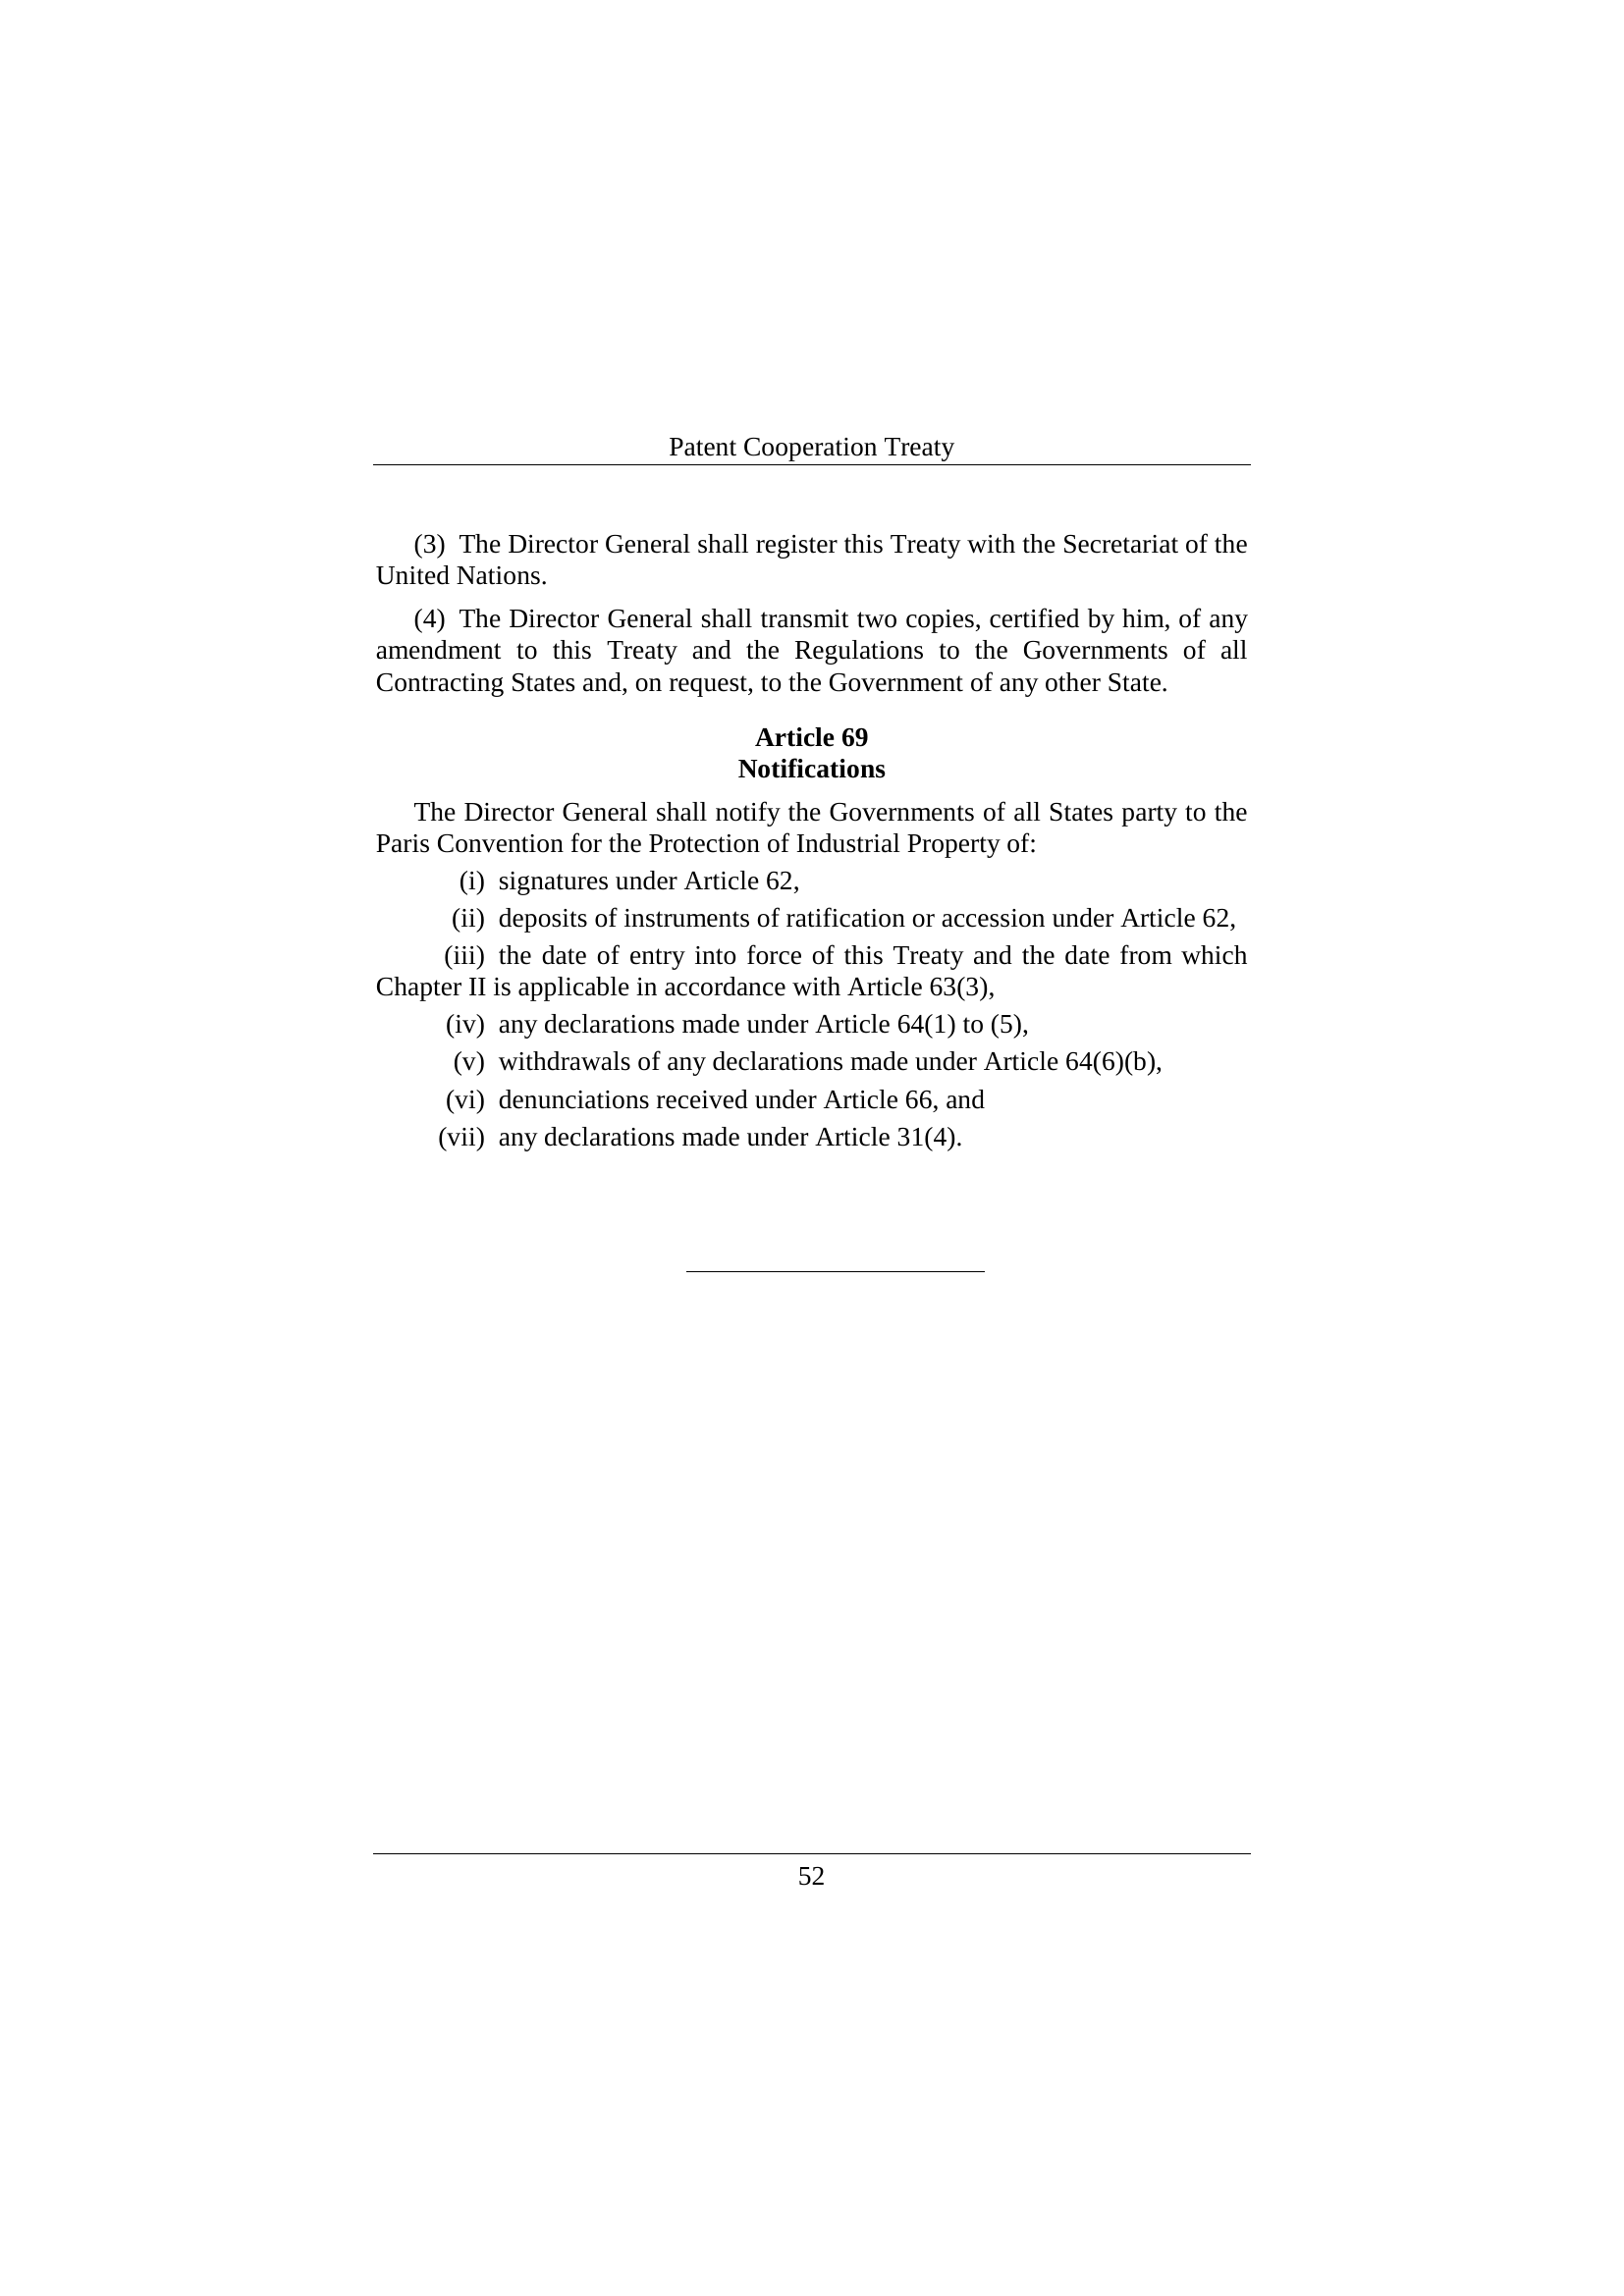 Patent Cooperation Treaty
(3) The Director General shall register this Treaty with the Secretariat of the
United Nations.
(4) The Director General shall transmit two copies, certified by him, of any
amendment to this Treaty and the Regulations to the Governments of all
Contracting States and, on request, to the Government of any other State.
Article 69
Notifications
The Director General shall notify the Governments of all States party to the
Paris Convention for the Protection of Industrial Property of:
(i) signatures under Article 62,
(ii) deposits of instruments of ratification or accession under Article 62,
(iii) the date of entry into force of this Treaty and the date from which
Chapter II is applicable in accordance with Article 63(3),
(iv) any declarations made under Article 64(1) to (5),
(v) withdrawals of any declarations made under Article 64(6)(b),
(vi) denunciations received under Article 66, and
(vii) any declarations made under Article 31(4).
52